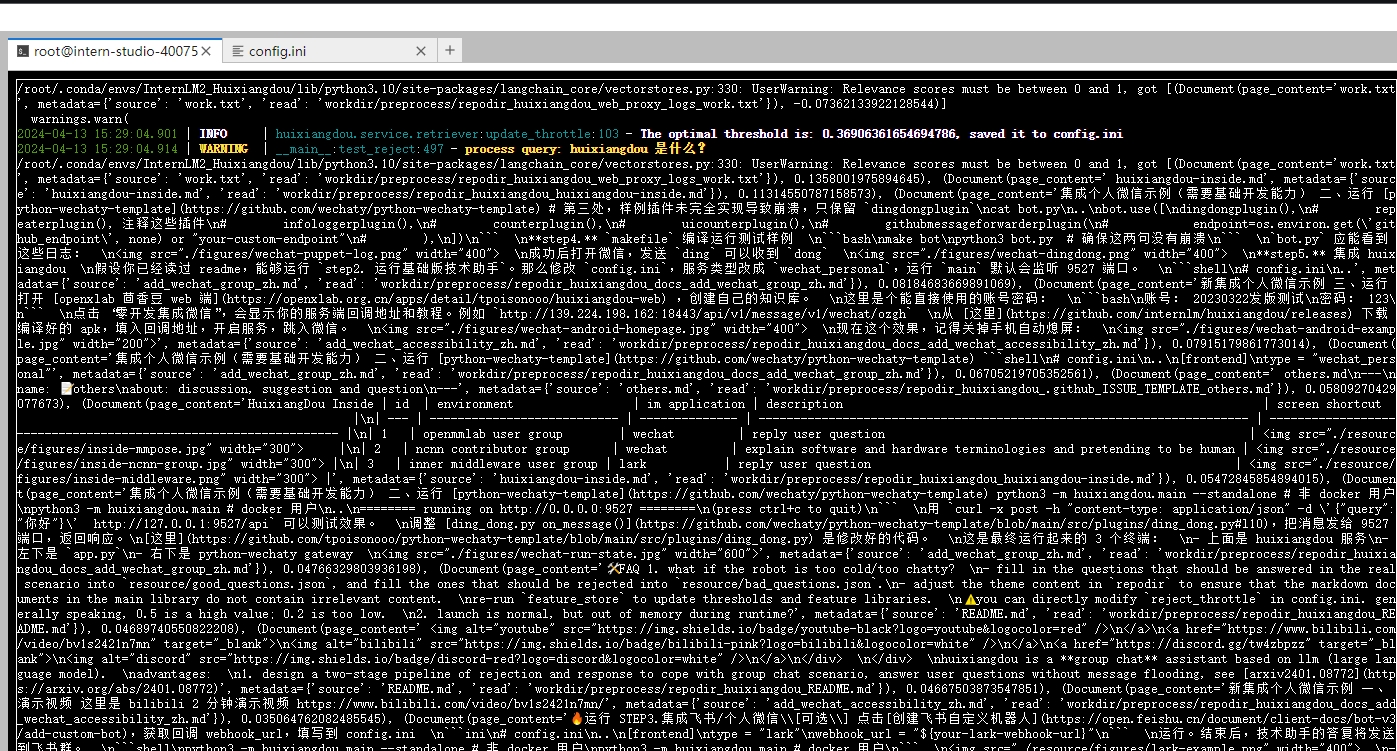 root@intern-studio-40075
config.ini
/root/.conda/envs/InternLM2_Huixiangdou/lib/python3.10/site-packages/langchain_core/vectorstores.py:330: UserWarning: Relevance scores must be between 0 and 1, got [(Document(page_content='work.txt
', metadata={'source': 'work.txt', 'read': 'workdir/preprocess/repodir_huixiangdou_web_proxy_logs_work.txt'}), -0.07362133922128544)]
warnings.warn(
2024-04-13 15:29:04.901 | INFO | huixiangdou.service.retriever:update_throttle:103 - The optimal threshold is: 0.36906361654694786, saved it to config.ini
2024-04-13 15:29:04.914 | WARNING | __main__:test_reject:497 - process query: huixiangdou 是什么?
/root/.conda/envs/InternLM2_Huixiangdou/lib/python3.10/site-packages/langchain_core/vectorstores.py:330: UserWarning: Relevance scores must be between 0 and 1, got [(Document(page_content='work.txt
', metadata={'source': 'work.txt', 'read': 'workdir/preprocess/repodir_huixiangdou_web_proxy_logs_work.txt'}), 0.1358001975894645), (Document(page_content=' huixiangdou-inside.md', metadata={'sourc
e': 'huixiangdou-inside.md', 'read': 'workdir/preprocess/repodir_huixiangdou_huixiangdou-inside.md'}), 0.11314550787158573), (Document(page_content='集成个人微信示例（需要基础开发能力） 二、运行 [p
ython-wechaty-template](https://github.com/wechaty/python-wechaty-template) # 第三处，样例插件未完全实现导致崩溃，只保留 `dingdongplugin`\ncat bot.py\n..\nbot.use([\ndingdongplugin(),\n# rep
eaterplugin(), 注释这些插件\n# infologgerplugin(),\n# counterplugin(),\n# uicounterplugin(),\n# githubmessageforwarderplugin(\n# endpoint=os.environ.get(\'git
hub_endpoint\', none) or "your-custom-endpoint"\n# ),\n])\n``` \n**step4.** `makefile` 编译运行测试样例 \n```bash\nmake bot\npython3 bot.py # 确保这两句没有崩溃\n``` \n`bot.py` 应能看到
这些日志： \n<img src="./figures/wechat-puppet-log.png" width="400"> \n成功后打开微信，发送 `ding` 可以收到 `dong` \n<img src="./figures/wechat-dingdong.png" width="400"> \n**step5.** 集成 huix
iangdou \n假设你已经读过 readme，能够运行 `step2. 运行基础版技术助手`。那么修改 `config.ini`，服务类型改成 `wechat_personal`，运行 `main` 默认会监听 9527 端口。 \n```shell\n# config.ini\n..', met
adata={'source': 'add_wechat_group_zh.md', 'read': 'workdir/preprocess/repodir_huixiangdou_docs_add_wechat_group_zh.md'}), 0.08184683669891069), (Document(page_content='新集成个人微信示例 三、运行
打开 [openxlab 茴香豆 web 端](https://openxlab.org.cn/apps/detail/tpoisonooo/huixiangdou-web) ，创建自己的知识库。 \n这里是个能直接使用的账号密码： \n```bash\n账号： 20230322发版测试\n密码： 123\
n``` \n点击 “零开发集成微信”，会显示你的服务端回调地址和教程。例如 `http://139.224.198.162:18443/api/v1/message/v1/wechat/ozgh` \n从 [这里](https://github.com/internlm/huixiangdou/releases) 下载
编译好的 apk，填入回调地址，开启服务，跳入微信。 \n<img src="./figures/wechat-android-homepage.jpg" width="400"> \n现在这个效果，记得关掉手机自动熄屏： \n<img src="./figures/wechat-android-examp
le.jpg" width="200">', metadata={'source': 'add_wechat_accessibility_zh.md', 'read': 'workdir/preprocess/repodir_huixiangdou_docs_add_wechat_accessibility_zh.md'}), 0.07915179861773014), (Document(
page_content='集成个人微信示例（需要基础开发能力） 二、运行 [python-wechaty-template](https://github.com/wechaty/python-wechaty-template) ```shell\n# config.ini\n..\n[frontend]\ntype = "wechat_pers
onal"', metadata={'source': 'add_wechat_group_zh.md', 'read': 'workdir/preprocess/repodir_huixiangdou_docs_add_wechat_group_zh.md'}), 0.06705219705352561), (Document(page_content=' others.md\n---\n
name: 📝others\nabout: discussion, suggestion and question\n---', metadata={'source': 'others.md', 'read': 'workdir/preprocess/repodir_huixiangdou_.github_ISSUE_TEMPLATE_others.md'}), 0.05809270429
077673), (Document(page_content='HuixiangDou Inside | id | environment | im application | description | screen shortcut
|\n| --- | --- | --- | --- | ---
--- |\n| 1 | openmmlab user group | wechat | reply user question | <img src="./resourc
e/figures/inside-mmpose.jpg" width="300"> |\n| 2 | ncnn contributor group | wechat | explain software and hardware terminologies and pretending to be human | <img src="./resource
/figures/inside-ncnn-group.jpg" width="300"> |\n| 3 | inner middleware user group | lark | reply user question | <img src="./resource/
figures/inside-middleware.png" width="300"> |', metadata={'source': 'README.md', 'read': 'workdir/preprocess/repodir_huixiangdou_README.md'}), 0.05472845854894015), (Documen
t(page_content='集成个人微信示例（需要基础开发能力） 二、运行 [python-wechaty-template](https://github.com/wechaty/python-wechaty-template) python3 -m huixiangdou.main --standalone # 非 docker 用户
\npython3 -m huixiangdou.main # docker 用户\n..\n======== running on http://0.0.0.0:9527 ========\n(press ctrl+c to quit)\n``` \n用 `curl -x post -h "content-type: application/json" -d \'{"query":
"你好"}\' http://127.0.0.1:9527/api` 可以测试效果。 \n调整 [ding_dong.py on_message()](https://github.com/wechaty/python-wechaty-template/blob/main/src/plugins/ding_dong.py#l10)，把消息发给 9527
端口，返回响应。\n[这里](https://github.com/tpoisonooo/python-wechaty-template/blob/main/src/plugins/ding_dong.py) 是修改好的代码。 \n这是最终运行起来的 3 个终端： \n- 上面是 huixiangdou 服务\n-
左下是 `app.py`\n- 右下是 python-wechaty gateway \n<img src="./figures/wechat-run-state.jpg" width="600">', metadata={'source': 'add_wechat_group_zh.md', 'read': 'workdir/preprocess/repodir_huixia
ngdou_docs_add_wechat_group_zh.md'}), 0.04766329803936198), (Document(page_content='🛠️FAQ 1. what if the robot is too cold/too chatty? \n- fill in the questions that should be answered in the real
scenario into `resource/good_questions.json`, and fill the ones that should be rejected into `resource/bad_questions.json`.\n- adjust the theme content in `repodir` to ensure that the markdown doc
uments in the main library do not contain irrelevant content. \nre-run `feature_store` to update thresholds and feature libraries. \n⚠️you can directly modify `reject_throttle` in config.ini. gen
erally speaking, 0.5 is a high value; 0.2 is too low. \n2. launch is normal, but out of memory during runtime?', metadata={'source': 'README.md', 'read': 'workdir/preprocess/repodir_huixiangdou_RE
ADME.md'}), 0.04689740550822208), (Document(page_content=' <img alt="youtube" src="https://img.shields.io/badge/youtube-black?logo=youtube&logocolor=red" />\n</a>\n<a href="https://www.bilibili.com
/video/bv1s2421n7mn" target="_blank">\n<img alt="bilibili" src="https://img.shields.io/badge/bilibili-pink?logo=bilibili&logocolor=white" />\n</a>\n<a href="https://discord.gg/tw4zbpzz" target="_bl
ank">\n<img alt="discord" src="https://img.shields.io/badge/discord-red?logo=discord&logocolor=white" />\n</a>\n</div> \n</div> \nhuixiangdou is a **group chat** assistant based on llm (large lan
guage model). \nadvantages: \n1. design a two-stage pipeline of rejection and response to cope with group chat scenario, answer user questions without message flooding, see [arxiv2401.08772](http
s://arxiv.org/abs/2401.08772)', metadata={'source': 'README.md', 'read': 'workdir/preprocess/repodir_huixiangdou_README.md'}), 0.04667503873547851), (Document(page_content='新集成个人微信示例 一、
演示视频 这里是 bilibili 2 分钟演示视频 https://www.bilibili.com/video/bv1s2421n7mn/', metadata={'source': 'add_wechat_accessibility_zh.md', 'read': 'workdir/preprocess/repodir_huixiangdou_docs_add
_wechat_accessibility_zh.md'}), 0.035064762082485545), (Document(page_content='🔥运行 STEP3.集成飞书/个人微信\\[可选\\] 点击[创建飞书自定义机器人](https://open.feishu.cn/document/client-docs/bot-v3
/add-custom-bot)，获取回调 webhook_url，填写到 config.ini \n```ini\n# config.ini\n..\n[frontend]\ntype = "lark"\nwebhook_url = "${your-lark-webhook-url}"\n``` \n运行。结束后，技术助手的答复将发送
到飞书群。 \n```shell\npython3 -m huixiangdou.main --standalone # 非 docker 用户\npython3 -m huixiangdou.main # docker 用户\n``` \n<img src="./resource/figures/lark-example.png" width="400">